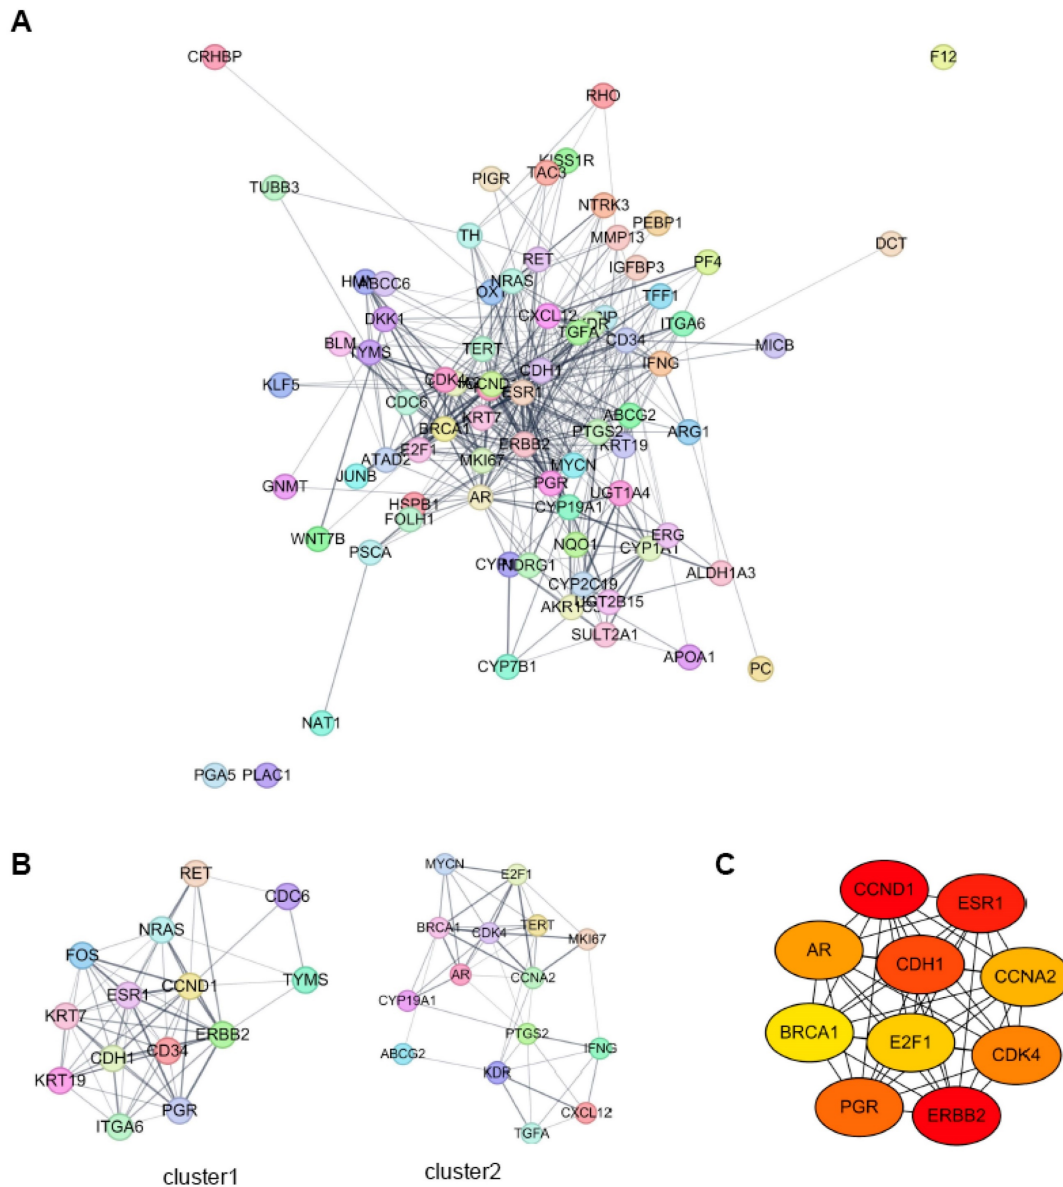 A
CRHBP
F12
RHO
KISS1R
TAC3
PIGR
TUBB3
NTRK3
PEBP1
TH
MMP13
DCT
RET
PF4
IGFBP3
NRAS
ABCC6
TFF1
CXCL12
DKK1
ITGA6
TGFA
CD34
BLM
TYMS
TERT
MICB
IFNG
CDH1
CDK4
KLF5
CCND
ESR1
CDC6
ABCG2
KRT7
BRCA1
PTGS2
ARG1
ERBB2
KRT19
E2F1
MKI67
ATAD2
MYCN
JUNB
PGR
GNMT
UGT1A4
AR
HSPB1
CYP19A1
FOLH1
WNT7B
ERG
NQO1
CYP1A1
PSCA
NDRG1
ALDH1A3
CYP2C19
UGT2B15
SULT2A1
APOA1
CYP7B1
PC
NAT1
PGA5 PLAC1
B
RET
CDC6
NRAS
FOS
TYMS
CCND1
ESR1
KRT7
ERBB2
CD34
CDH1
KRT19
PGR
ITGA6
cluster1
MYCN
E2F1
TERT
BRCA1
CDK4
MKI67
AR
CCNA2
CYP19A1
PTGS2
IFNG
ABCG2
KDR
CXCL12
TGFA
cluster2
C
CCND1
ESR1
AR
CDH1
CCNA2
BRCA1
E2F1
CDK4
PGR
ERBB2